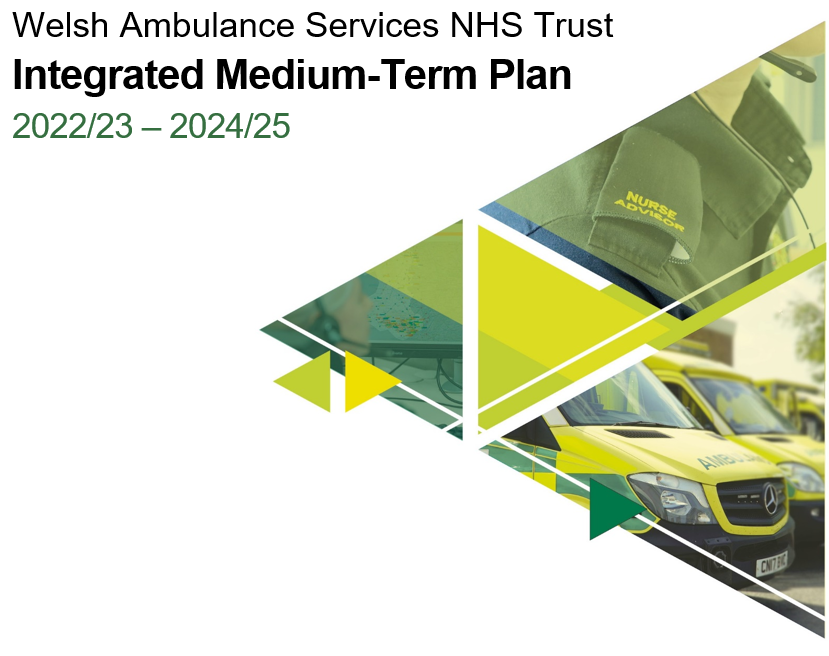 Welsh Ambulance Services NHS Trust
Integrated Medium-Term Plan
2022/23 – 2024/25
NURSE
ADVISOR